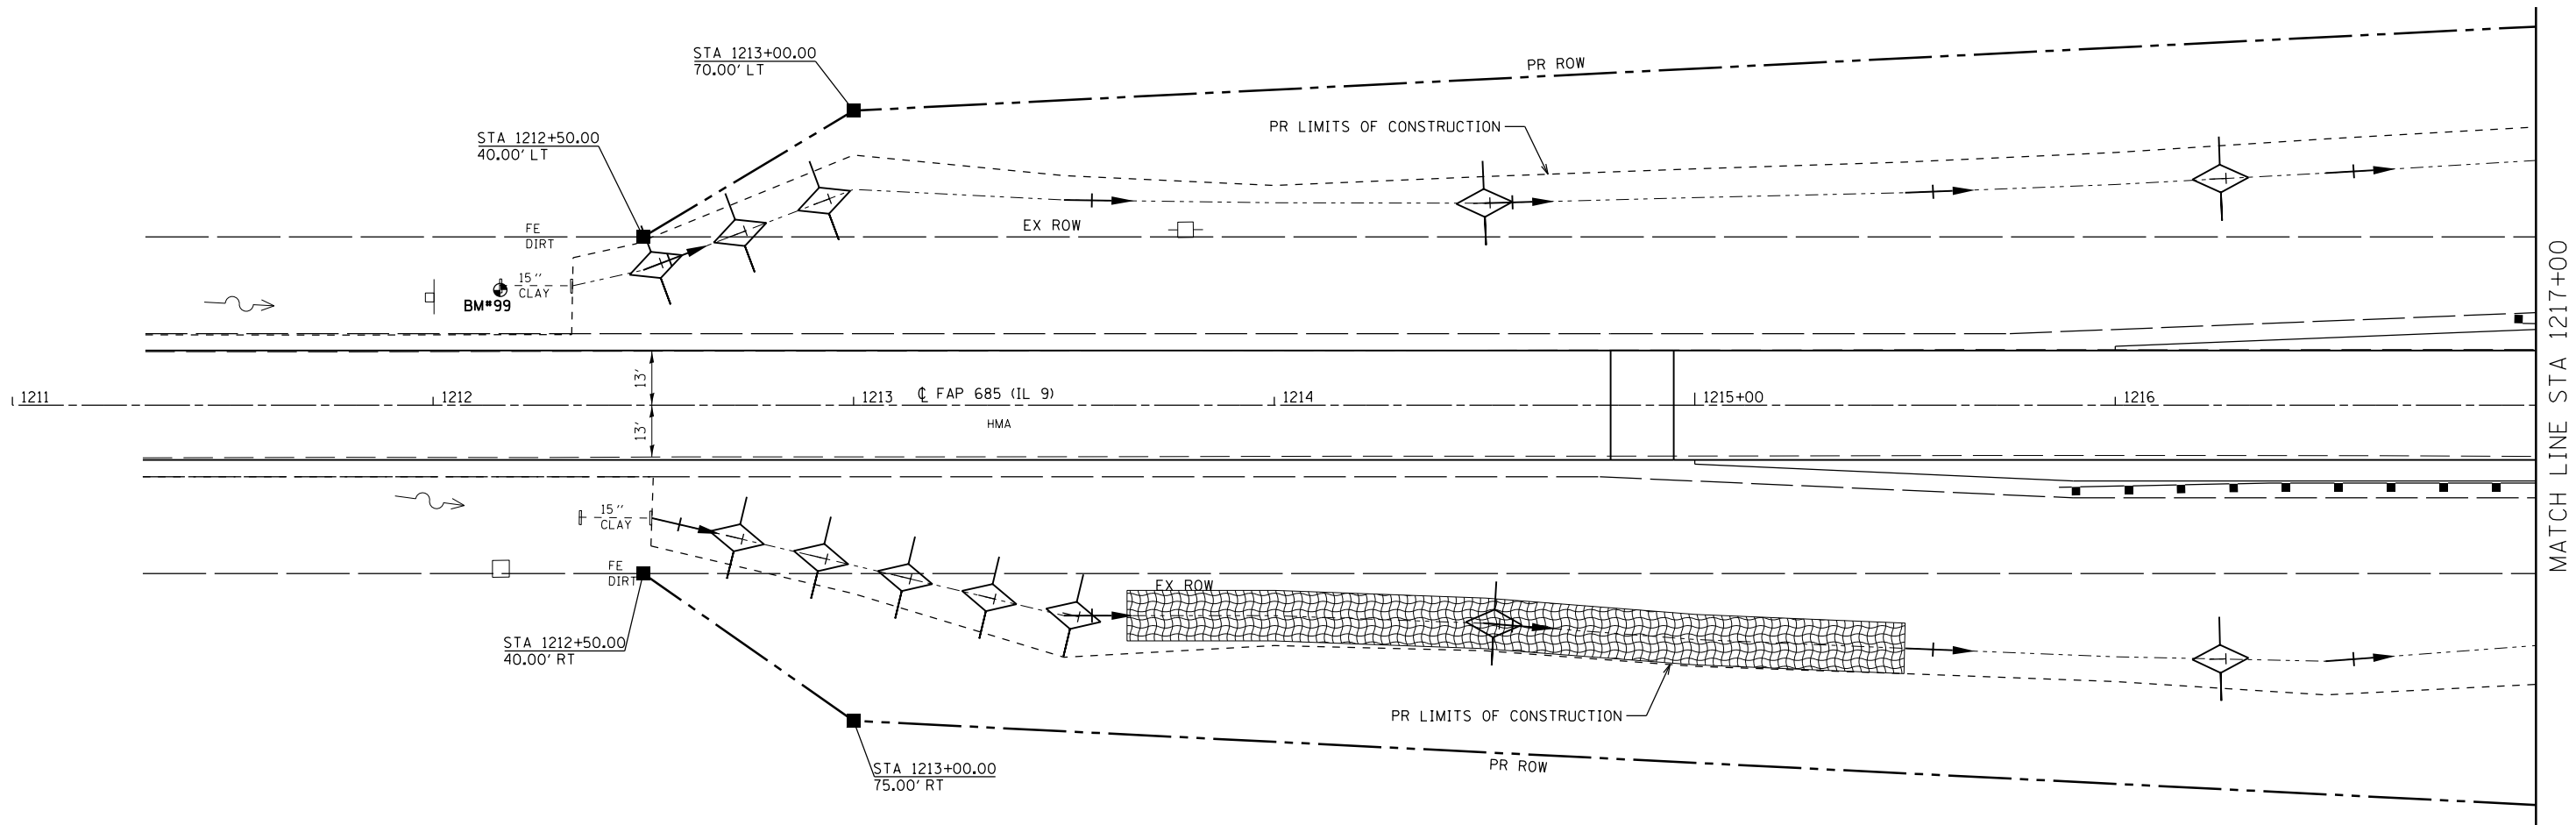 STA 1213+00.00
70.00' LT
PR ROW
PR LIMITS OF CONSTRUCTION
STA 1212+50.00
40.00' LT
FE
DIRT
EX ROW
15''
CLAY
BM#99
MATCH LINE STA 1217+00
13'
1211
1212
1213
℄ FAP 685 (IL 9)
1214
1215+00
1216
13'
HMA
15''
CLAY
FE
DIRT
EX ROW
STA 1212+50.00
40.00' RT
PR LIMITS OF CONSTRUCTION
PR ROW
STA 1213+00.00
75.00' RT